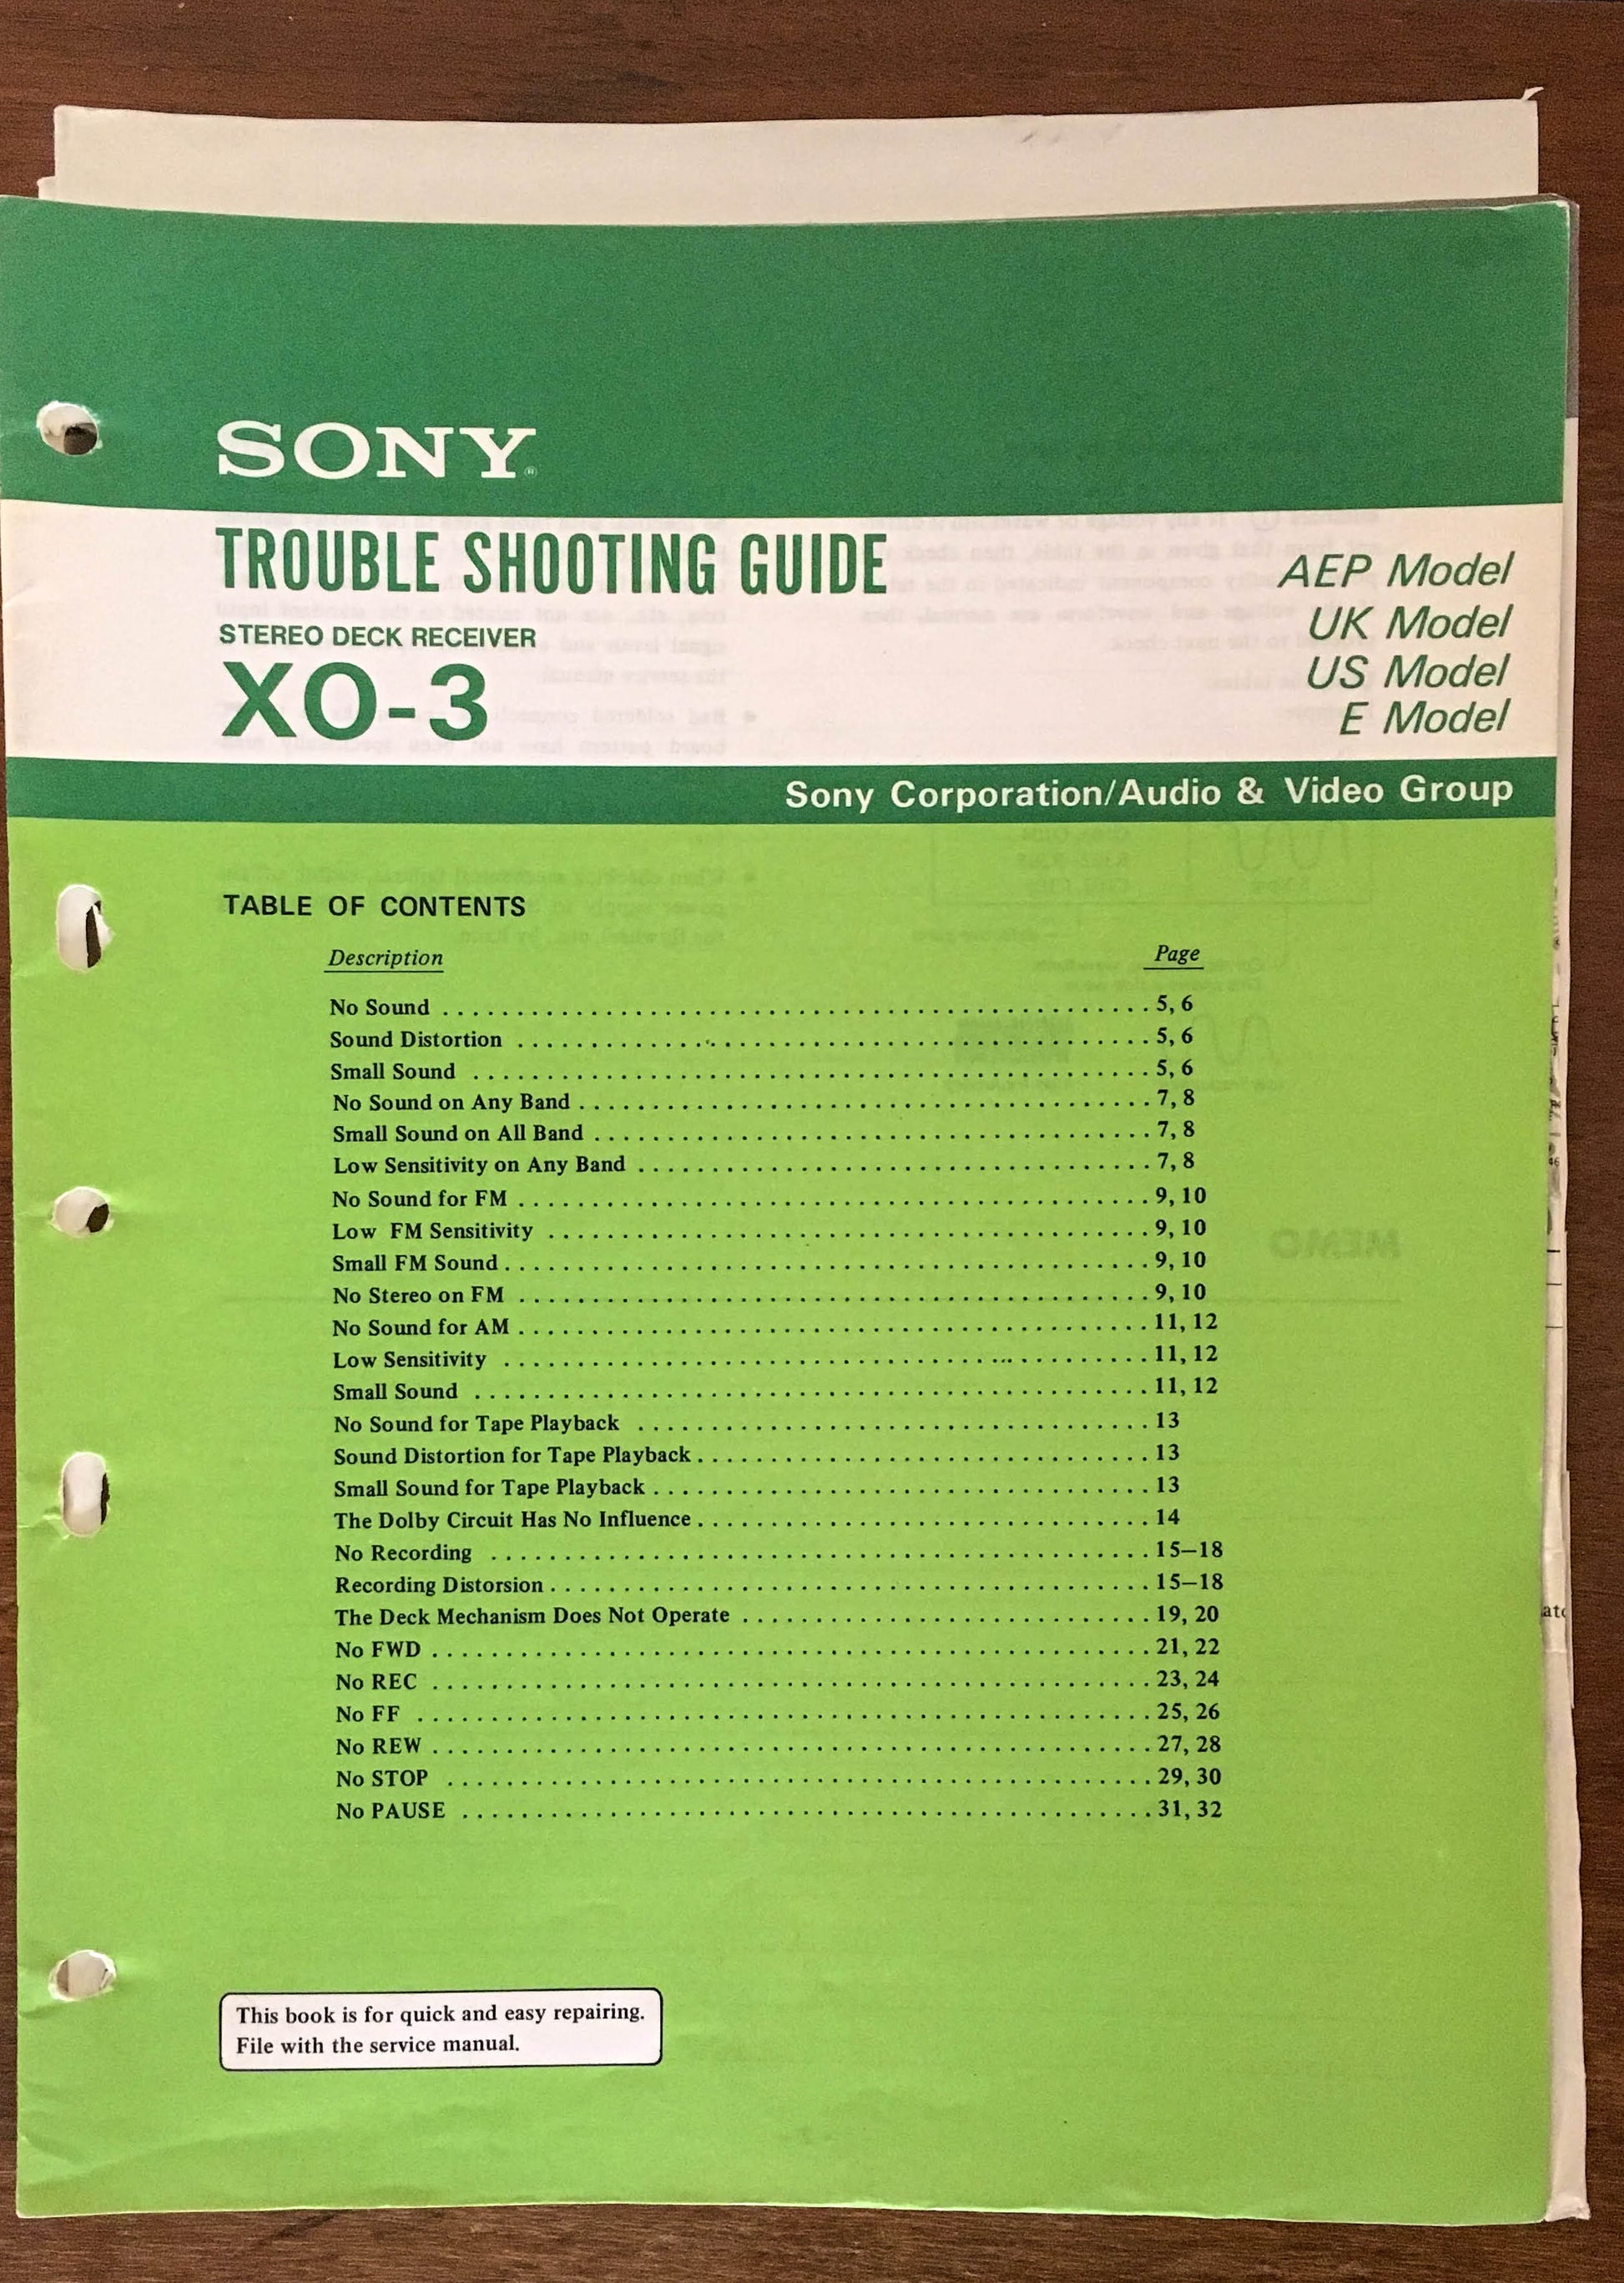 SONY®
TROUBLE SHOOTING GUIDE
STEREO DECK RECEIVER
XO-3
AEP Model
UK Model
US Model
E Model
Sony Corporation/Audio & Video Group
TABLE OF CONTENTS
Description Page
No Sound . . . . . . . . . . 5, 6
Sound Distortion . . . . . . . . . . 5, 6
Small Sound . . . . . . . . . . 5, 6
No Sound on Any Band . . . . . . . . . . 7, 8
Small Sound on All Band . . . . . . . . . . 7, 8
Low Sensitivity on Any Band . . . . . . . . . . 7, 8
No Sound for FM . . . . . . . . . . 9, 10
Low FM Sensitivity . . . . . . . . . . 9, 10
Small FM Sound . . . . . . . . . . 9, 10
No Stereo on FM . . . . . . . . . . 9, 10
No Sound for AM . . . . . . . . . . 11, 12
Low Sensitivity . . . . . . . . . . 11, 12
Small Sound . . . . . . . . . . 11, 12
No Sound for Tape Playback . . . . . . . . . . 13
Sound Distortion for Tape Playback . . . . . . . . . . 13
Small Sound for Tape Playback . . . . . . . . . . 13
The Dolby Circuit Has No Influence . . . . . . . . . . 14
No Recording . . . . . . . . . . 15–18
Recording Distorsion . . . . . . . . . . 15–18
The Deck Mechanism Does Not Operate . . . . . . . . . . 19, 20
No FWD . . . . . . . . . . 21, 22
No REC . . . . . . . . . . 23, 24
No FF . . . . . . . . . . 25, 26
No REW . . . . . . . . . . 27, 28
No STOP . . . . . . . . . . 29, 30
No PAUSE . . . . . . . . . . 31, 32
This book is for quick and easy repairing.
File with the service manual.